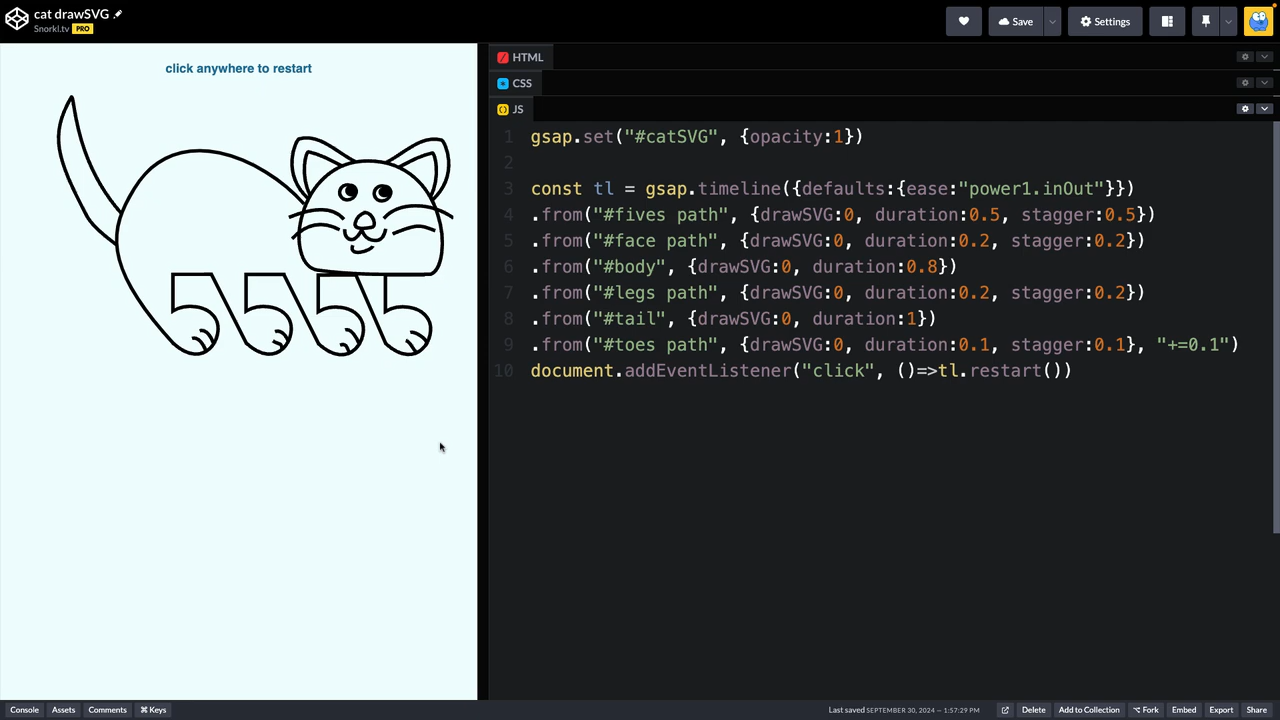 cat drawSVG
Snorkl.tv PRO
Save
Settings
click anywhere to restart
HTML
CSS
JS
1 gsap.set("#catSVG", {opacity:1})
2
3 const tl = gsap.timeline({defaults:{ease:"power1.inOut"}})
4 .from("#fives path", {drawSVG:0, duration:0.5, stagger:0.5})
5 .from("#face path", {drawSVG:0, duration:0.2, stagger:0.2})
6 .from("#body", {drawSVG:0, duration:0.8})
7 .from("#legs path", {drawSVG:0, duration:0.2, stagger:0.2})
8 .from("#tail", {drawSVG:0, duration:1})
9 .from("#toes path", {drawSVG:0, duration:0.1, stagger:0.1}, "+=0.1")
10 document.addEventListener("click", ()=>tl.restart())
Console Assets Comments ⌘ Keys Last saved SEPTEMBER 30, 2024 — 1:57:29 PM Delete Add to Collection Fork Embed Export Share